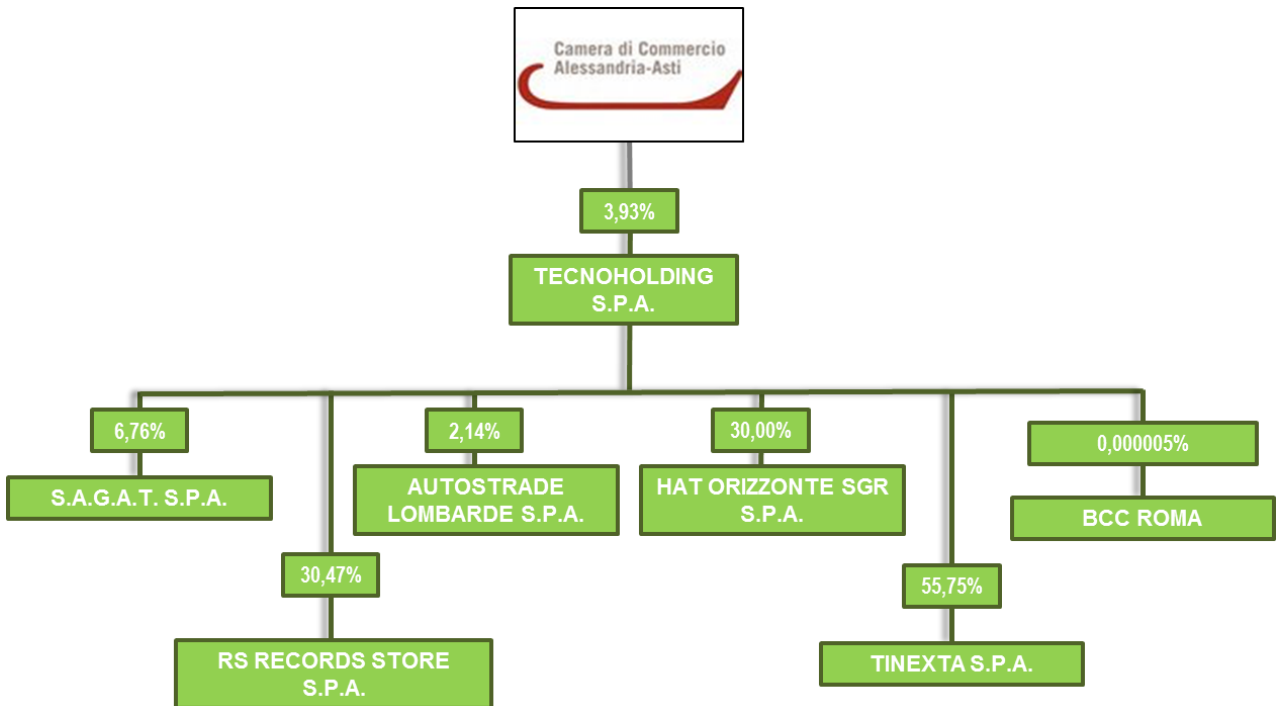 Camera di Commercio
Alessandria-Asti
3,93%
TECNOHOLDING
S.P.A.
6,76%
2,14%
30,00%
0,000005%
S.A.G.A.T. S.P.A.
AUTOSTRADE
LOMBARDE S.P.A.
HAT ORIZZONTE SGR
S.P.A.
BCC ROMA
30,47%
55,75%
RS RECORDS STORE
S.P.A.
TINEXTA S.P.A.